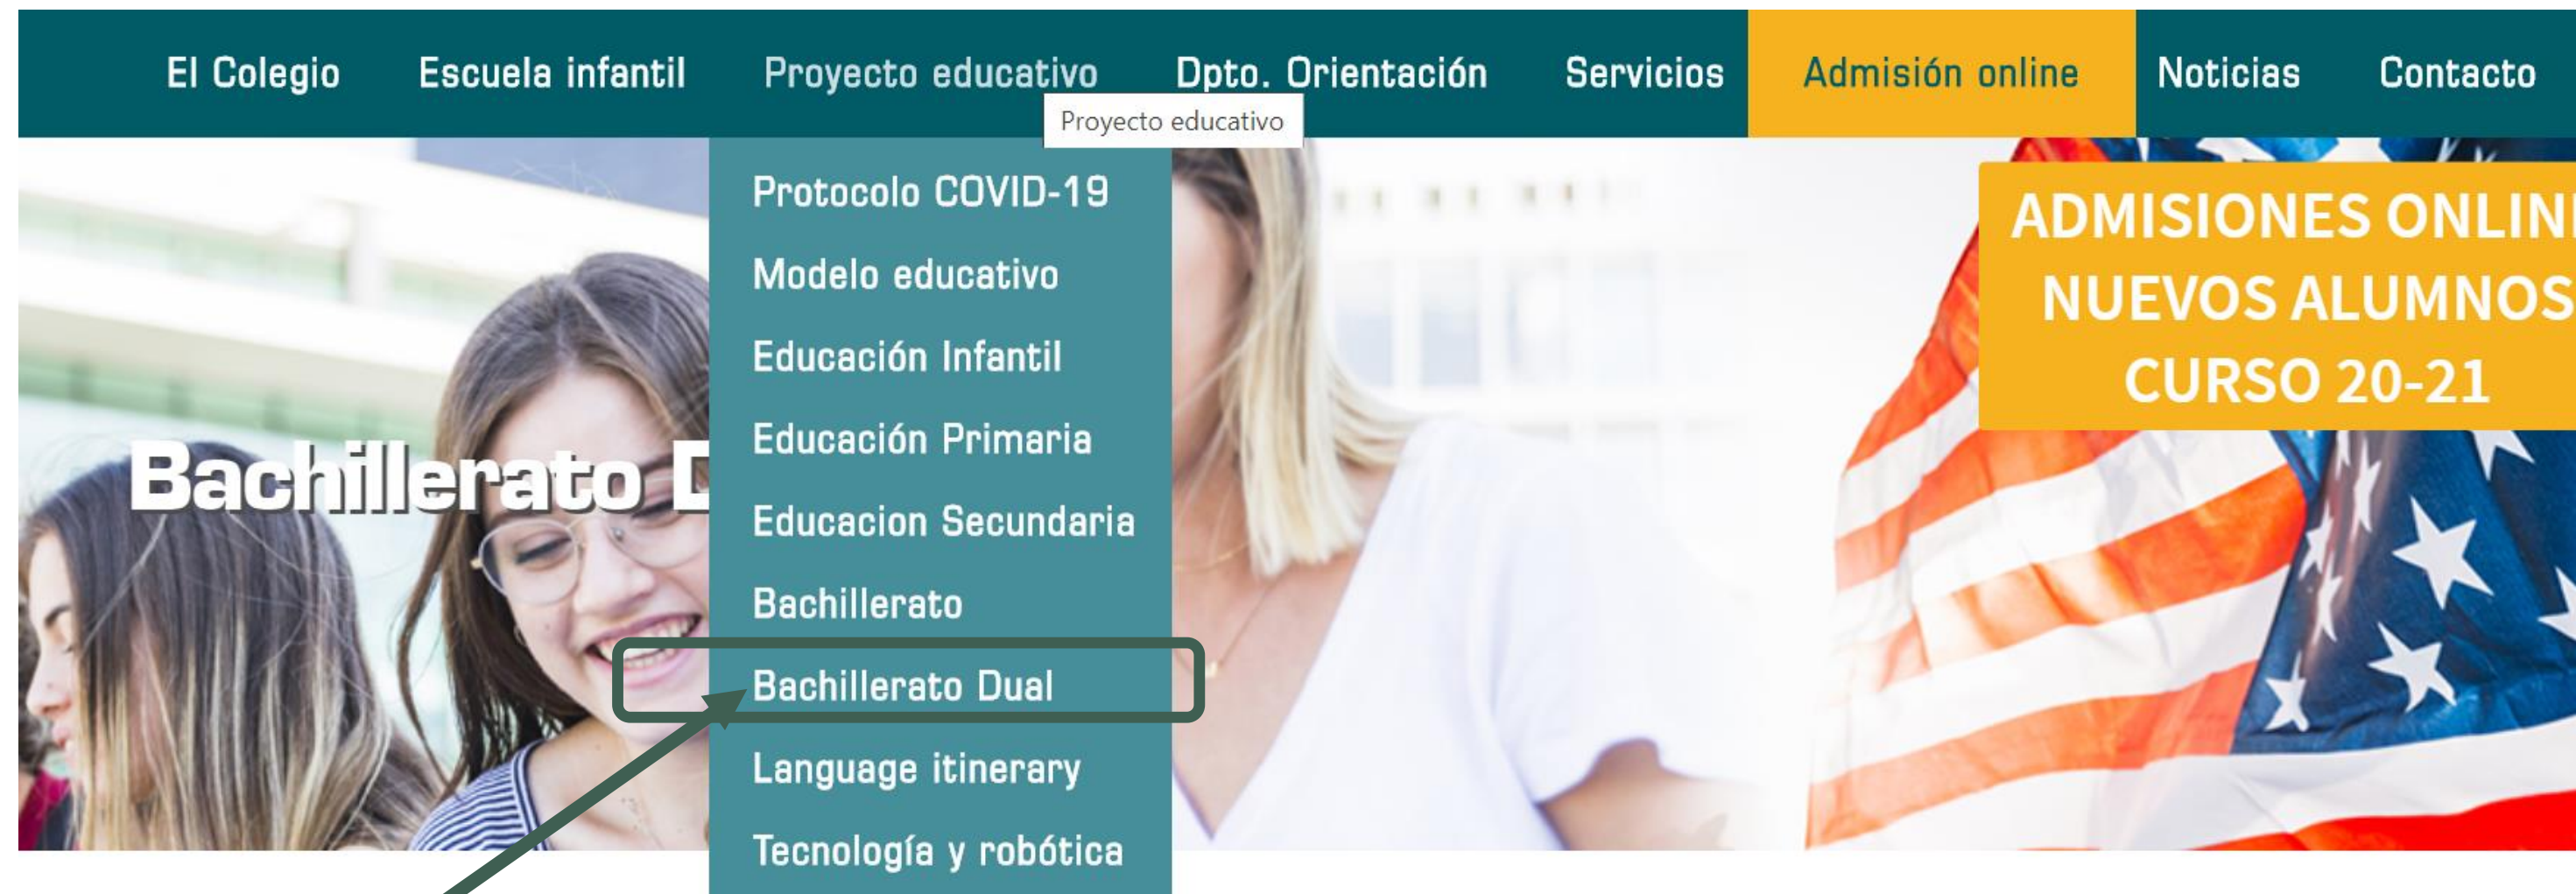 El Colegio Escuela infantil Proyecto educativo Dpto. Orientación Servicios Admisión online Noticias Contacto
Proyecto educativo
Protocolo COVID-19
Modelo educativo
Educación Infantil
Educación Primaria
Educacion Secundaria
Bachillerato
Bachillerato Dual
Language itinerary
Tecnología y robótica
Bachillerato D
ADMISIONES ONLIN
NUEVOS ALUMNOS
CURSO 20-21